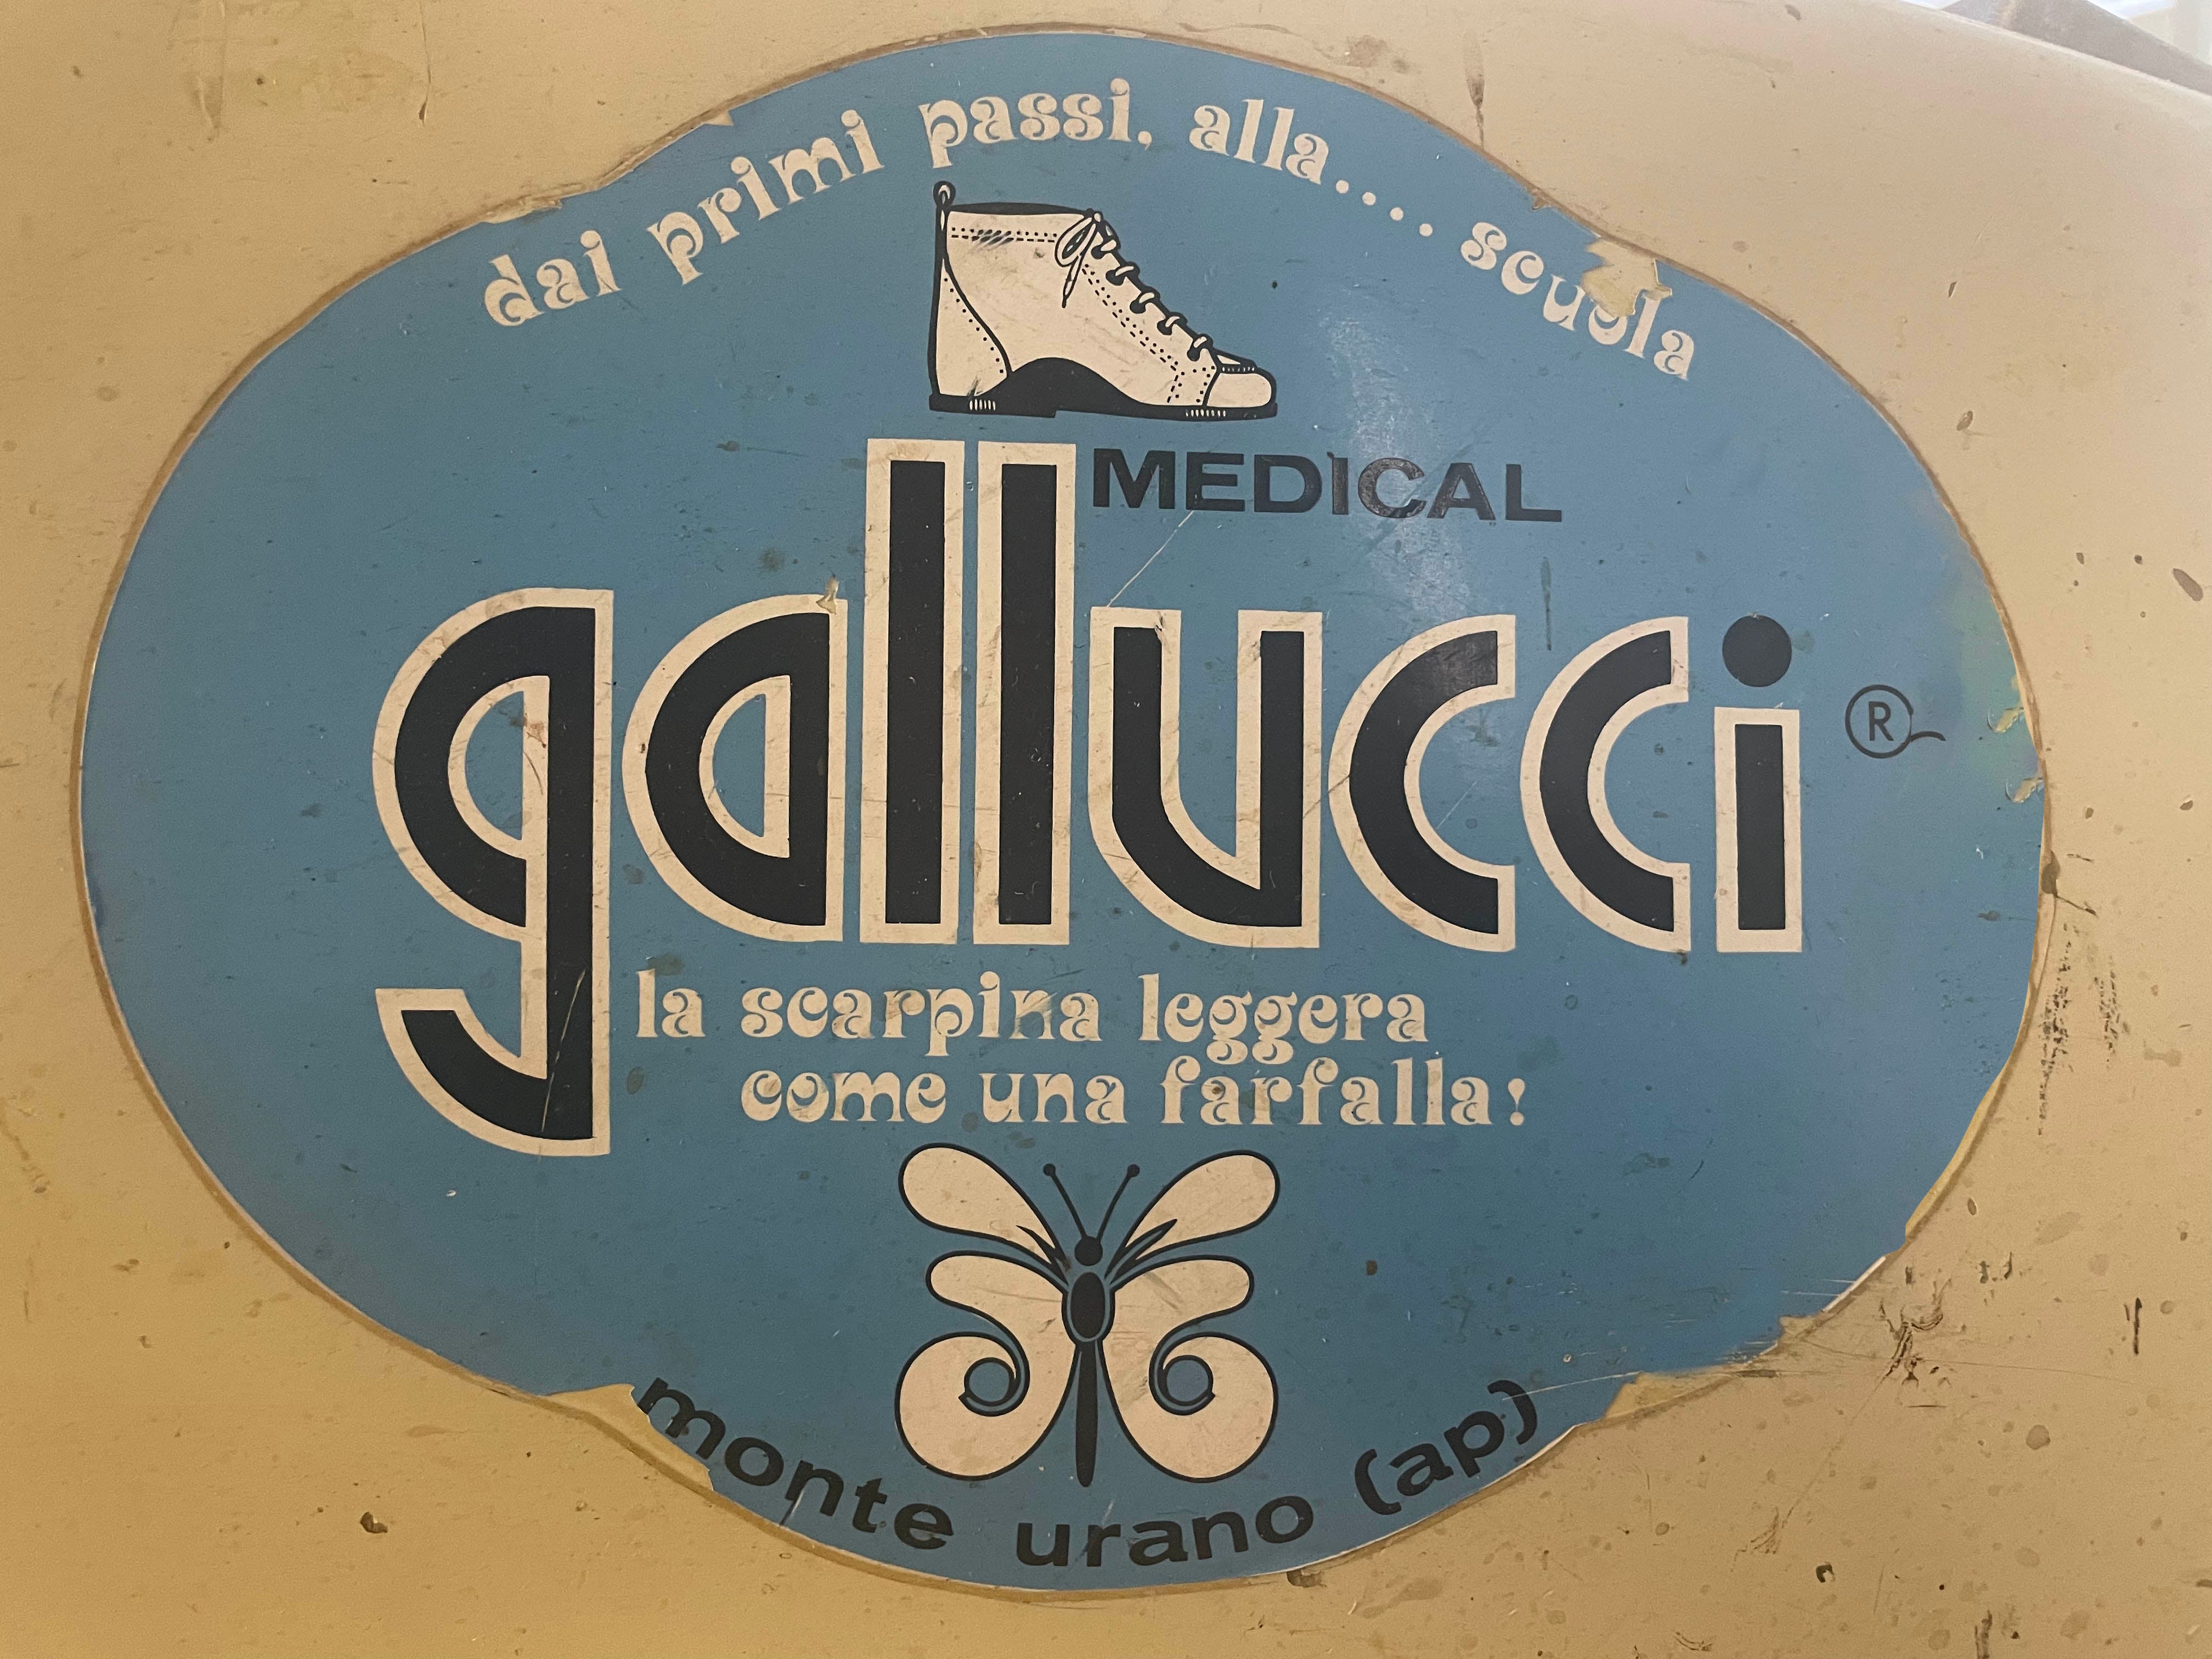 dai primi passi, alla.... scuola
MEDICAL
gallucci ®
la scarpina leggera
come una farfalla!
monte urano (ap)